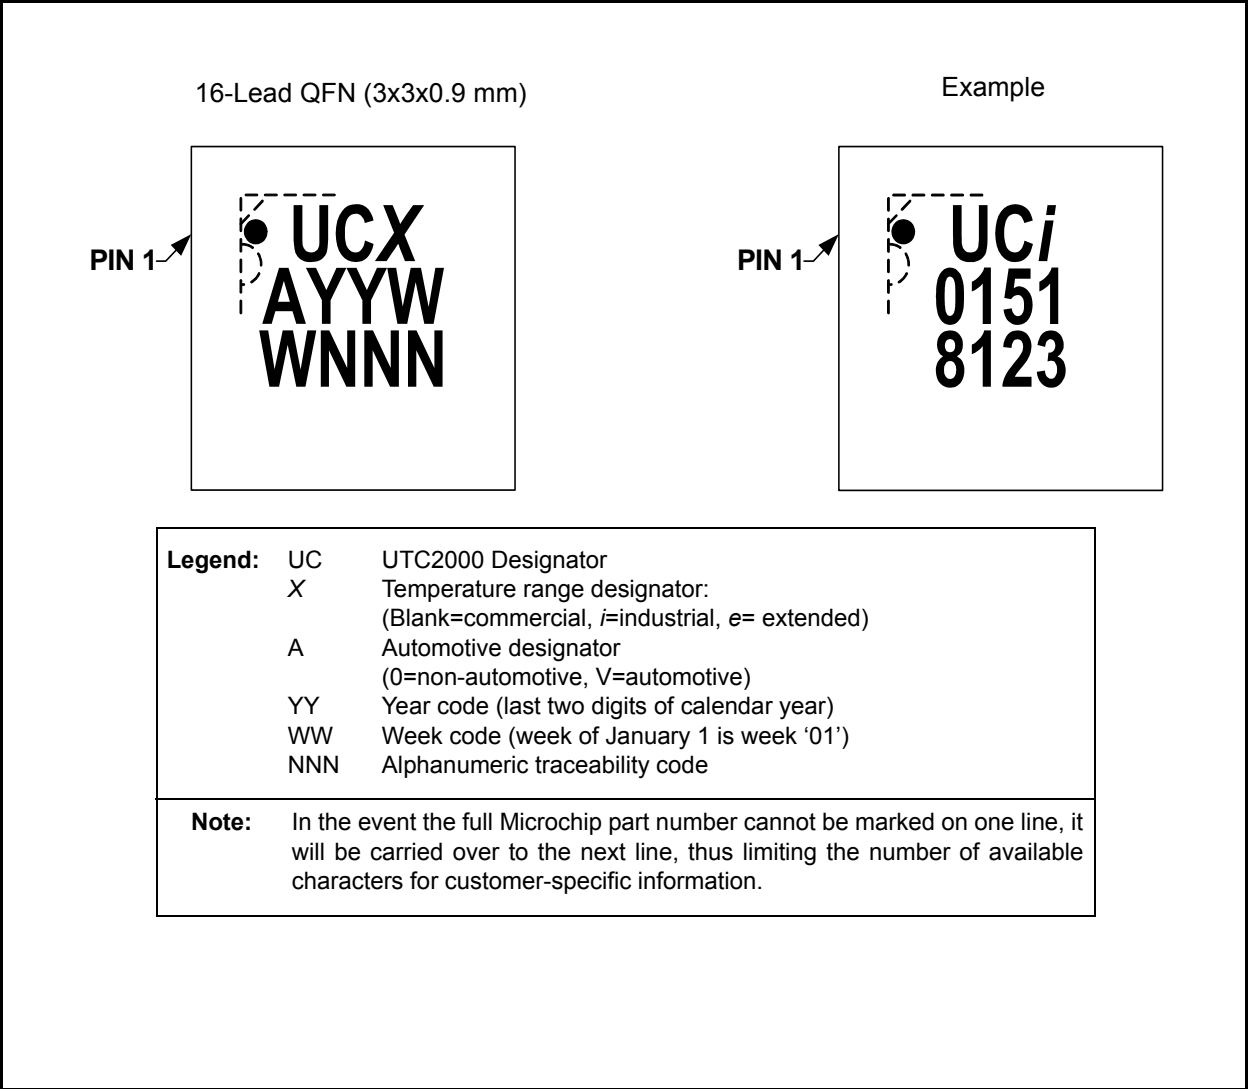 16-Lead QFN (3x3x0.9 mm)
Example
PIN 1
UCX
AYYW
WNNN
PIN 1
UCi
0151
8123
Legend: UC UTC2000 Designator
X Temperature range designator:
(Blank=commercial, i=industrial, e= extended)
A Automotive designator
(0=non-automotive, V=automotive)
YY Year code (last two digits of calendar year)
WW Week code (week of January 1 is week ‘01’)
NNN Alphanumeric traceability code
Note: In the event the full Microchip part number cannot be marked on one line, it
will be carried over to the next line, thus limiting the number of available
characters for customer-specific information.